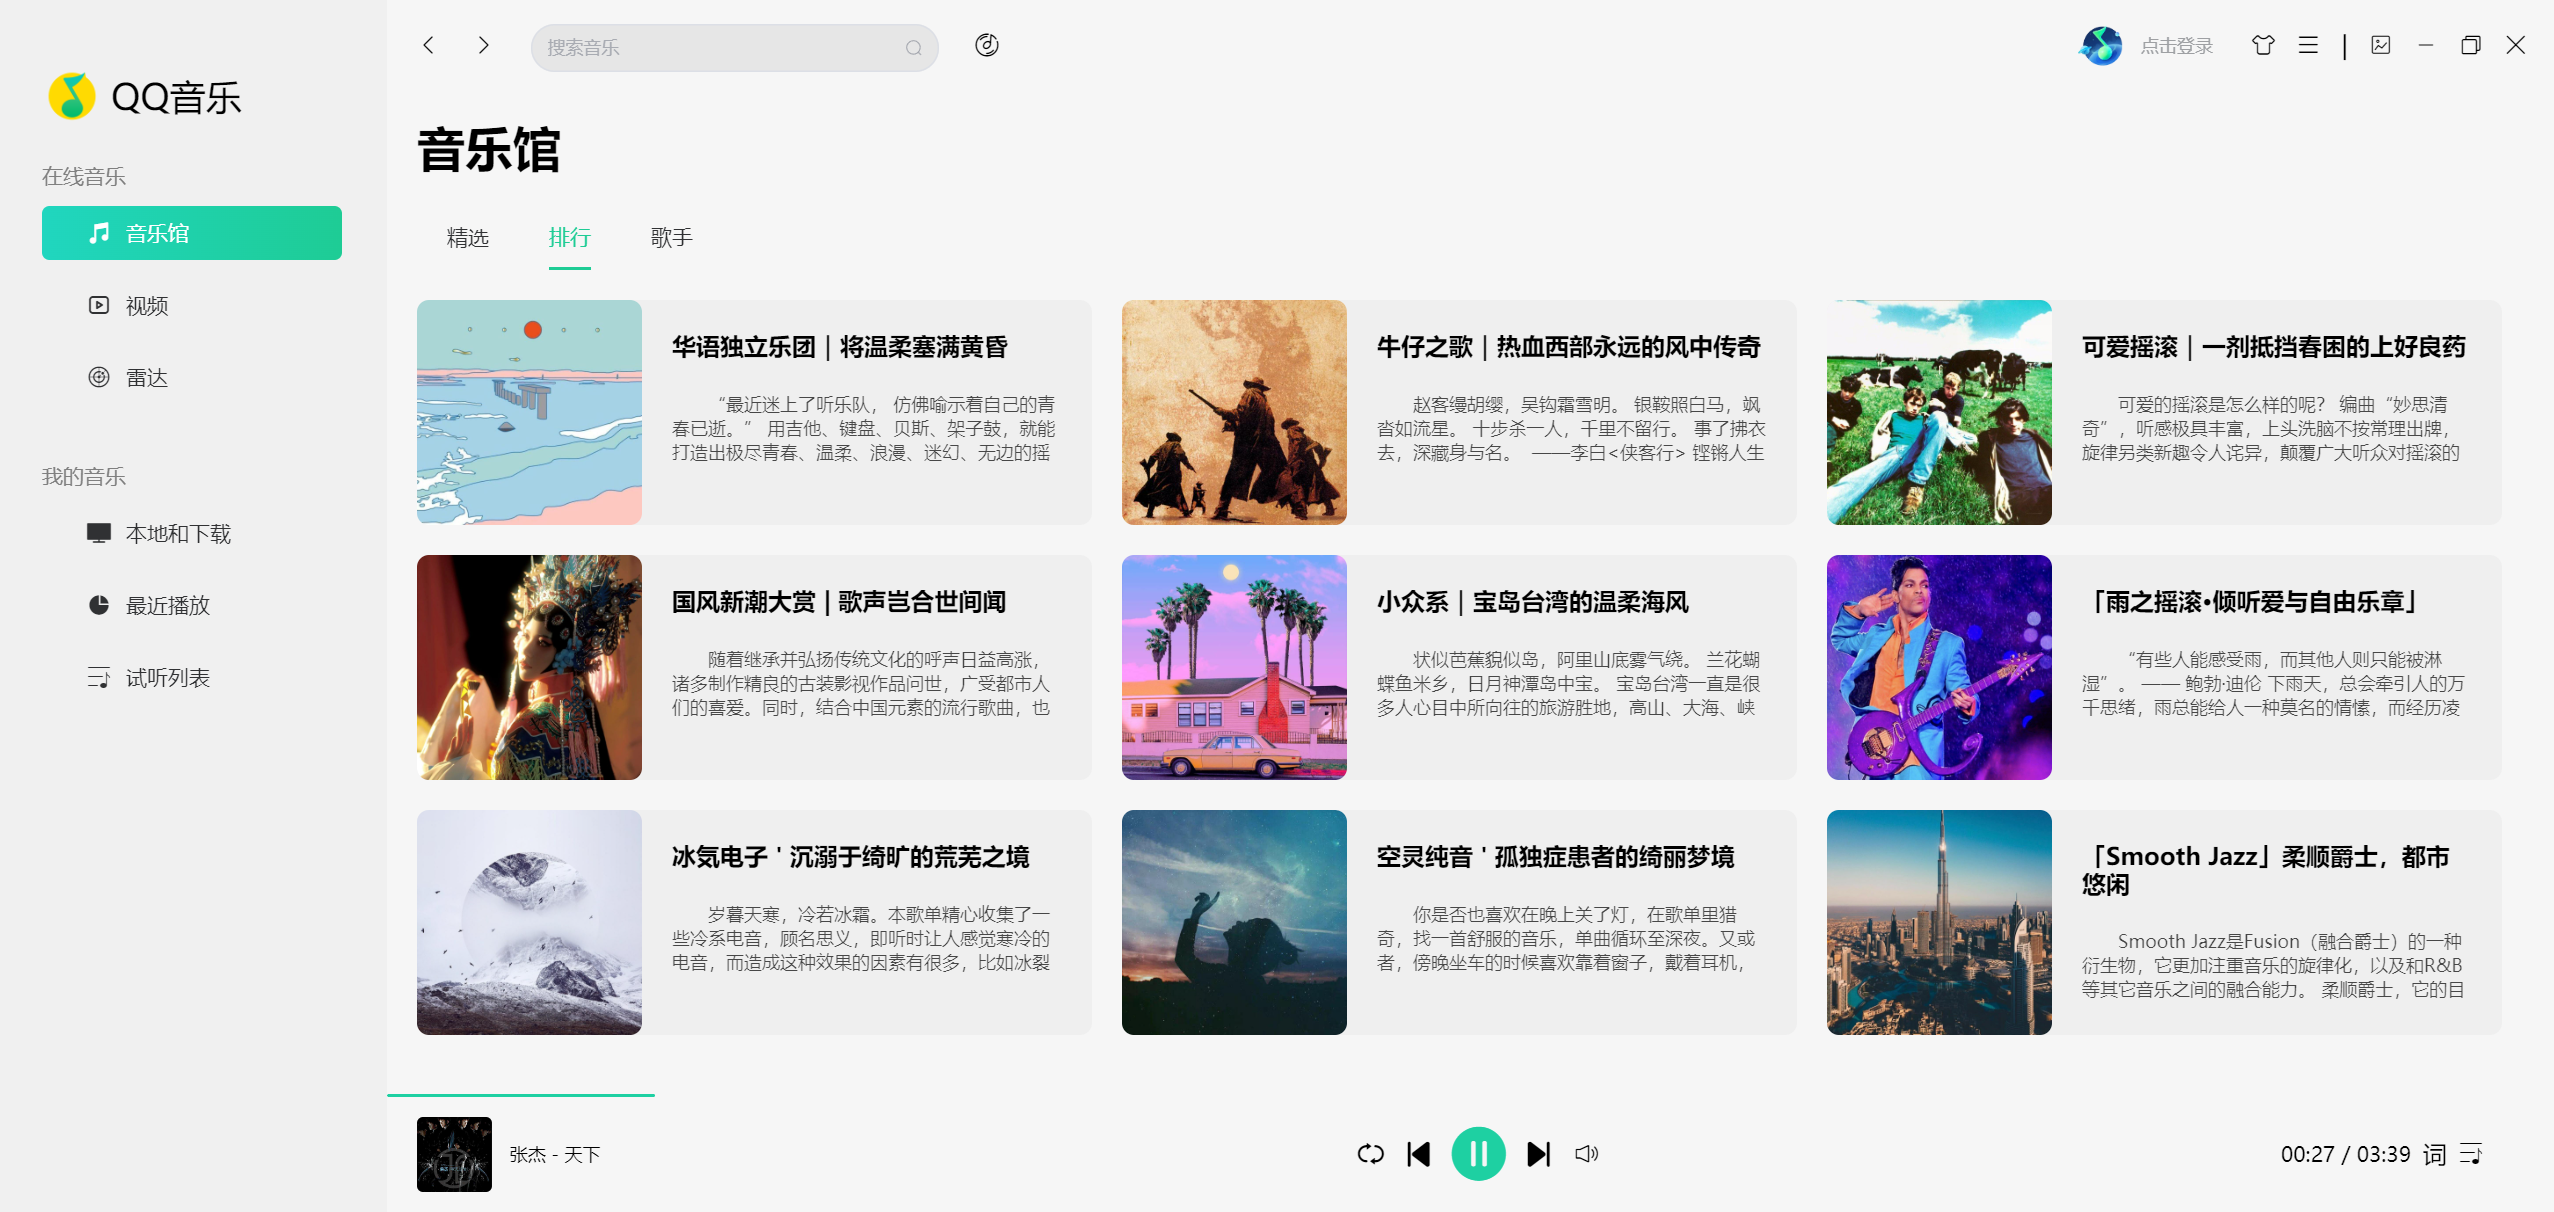 QQ音乐
在线音乐
音乐馆
视频
雷达
我的音乐
本地和下载
最近播放
试听列表
搜索音乐
点击登录
音乐馆
精选
排行
歌手
华语独立乐团｜将温柔塞满黄昏
“最近迷上了听乐队， 仿佛喻示着自己的青
春已逝。” 用吉他、键盘、贝斯、架子鼓，就能
打造出极尽青春、温柔、浪漫、迷幻、无边的摇
牛仔之歌｜热血西部永远的风中传奇
赵客缦胡缨，吴钩霜雪明。 银鞍照白马，飒
沓如流星。 十步杀一人，千里不留行。 事了拂衣
去，深藏身与名。 ——李白<侠客行> 铿锵人生
可爱摇滚｜一剂抵挡春困的上好良药
可爱的摇滚是怎么样的呢？ 编曲“妙思清
奇”，听感极具丰富，上头洗脑不按常理出牌，
旋律另类新趣令人诧异，颠覆广大听众对摇滚的
国风新潮大赏 | 歌声岂合世间闻
随着继承并弘扬传统文化的呼声日益高涨，
诸多制作精良的古装影视作品问世，广受都市人
们的喜爱。同时，结合中国元素的流行歌曲，也
小众系｜宝岛台湾的温柔海风
状似芭蕉貌似岛，阿里山底雾气绕。 兰花蝴
蝶鱼米乡，日月神潭岛中宝。 宝岛台湾一直是很
多人心目中所向往的旅游胜地，高山、大海、峡
「雨之摇滚·倾听爱与自由乐章」
“有些人能感受雨，而其他人则只能被淋
湿”。 —— 鲍勃·迪伦 下雨天，总会牵引人的万
千思绪，雨总能给人一种莫名的情愫，而经历凌
冰気电子＇沉溺于绮旷的荒芜之境
岁暮天寒，冷若冰霜。本歌单精心收集了一
些冷系电音，顾名思义，即听时让人感觉寒冷的
电音，而造成这种效果的因素有很多，比如冰裂
空灵纯音＇孤独症患者的绮丽梦境
你是否也喜欢在晚上关了灯，在歌单里猎
奇，找一首舒服的音乐，单曲循环至深夜。又或
者，傍晚坐车的时候喜欢靠着窗子，戴着耳机，
「Smooth Jazz」柔顺爵士，都市
悠闲
Smooth Jazz是Fusion（融合爵士）的一种
衍生物，它更加注重音乐的旋律化，以及和R&B
等其它音乐之间的融合能力。 柔顺爵士，它的目
张杰 - 天下
00:27 / 03:39
词